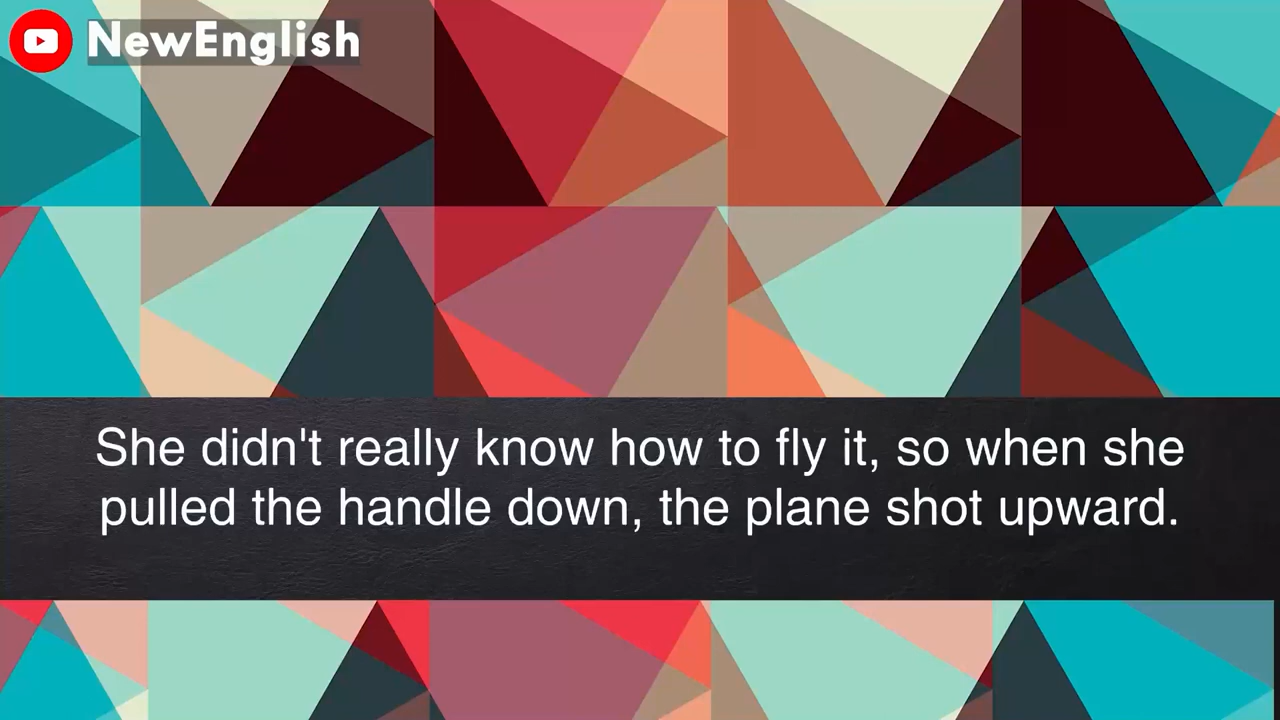 NewEnglish
She didn't really know how to fly it, so when she
pulled the handle down, the plane shot upward.